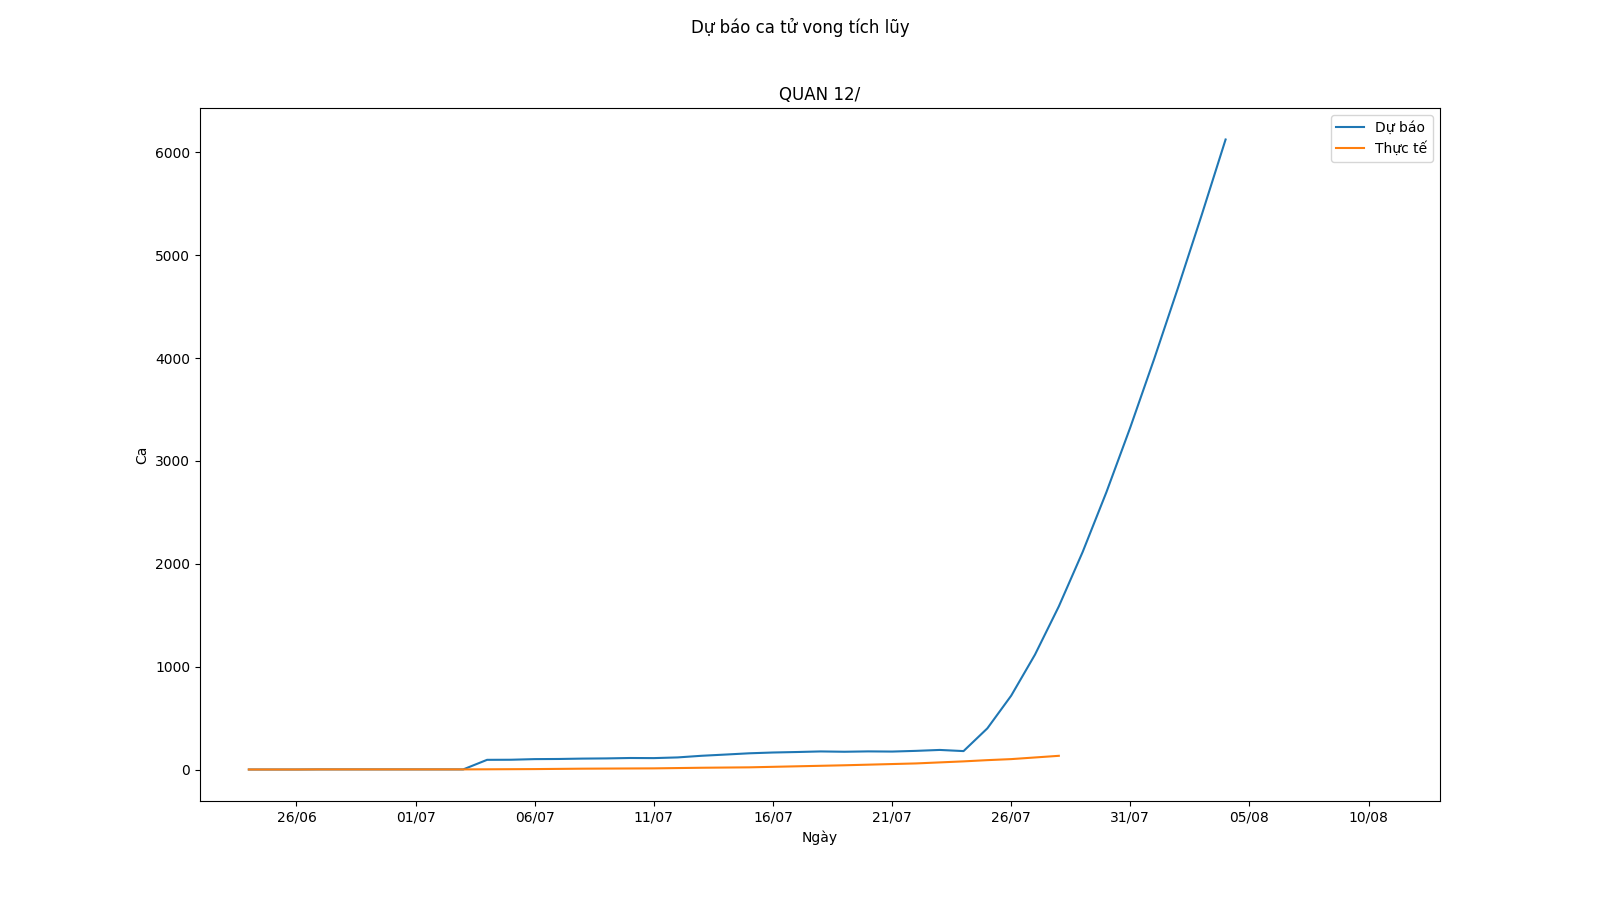 Dự báo ca tử vong tích lũy
QUAN 12/
Dự báo
Thực tế
6000
5000
4000
3000
2000
1000
0
Ca
26/06
01/07
06/07
11/07
16/07
21/07
26/07
31/07
05/08
10/08
Ngày